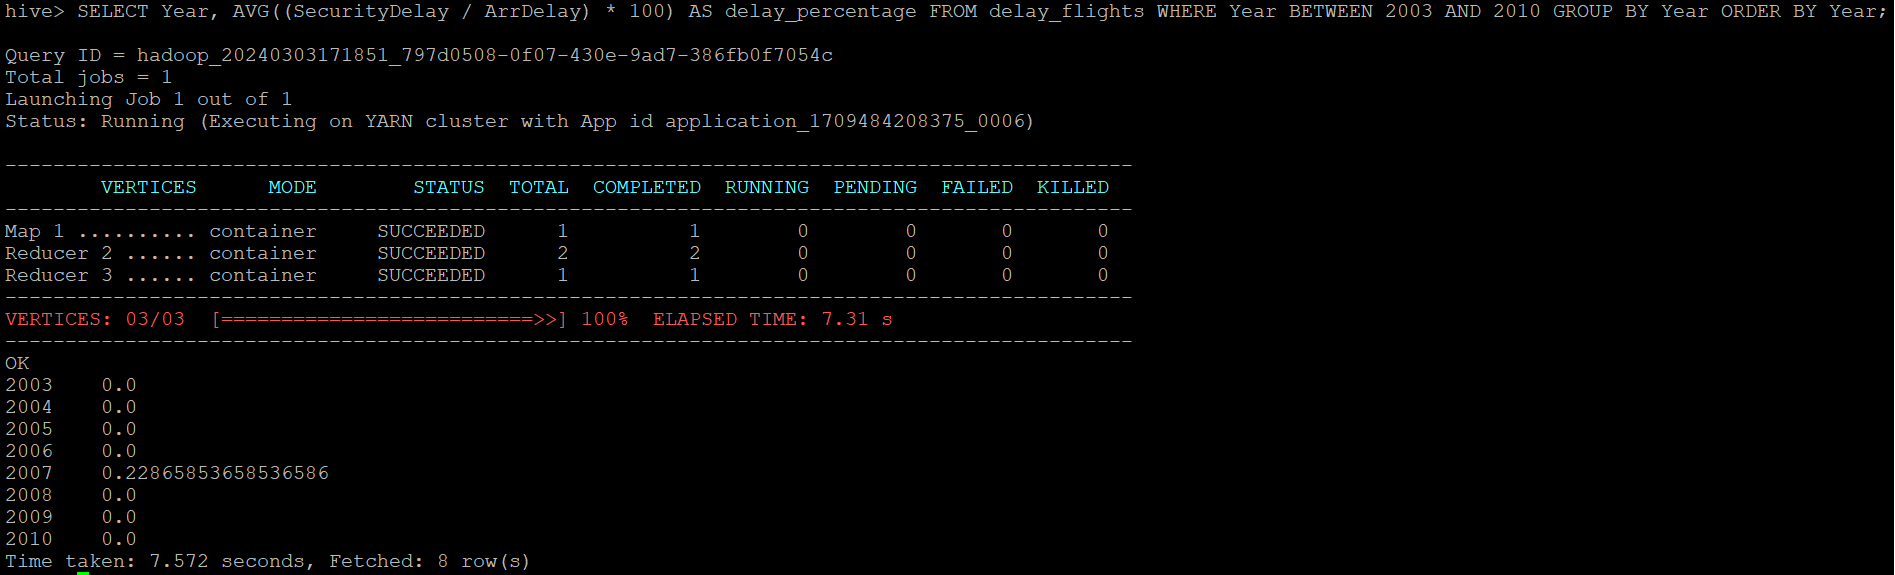 hive> SELECT Year, AVG((SecurityDelay / ArrDelay) * 100) AS delay_percentage FROM delay_flights WHERE Year BETWEEN 2003 AND 2010 GROUP BY Year ORDER BY Year;
Query ID = hadoop_20240303171851_797d0508-0f07-430e-9ad7-386fb0f7054c
Total jobs = 1
Launching Job 1 out of 1
Status: Running (Executing on YARN cluster with App id application_1709484208375_0006)
----------------------------------------------------------------------------------------------
VERTICES MODE STATUS TOTAL COMPLETED RUNNING PENDING FAILED KILLED
----------------------------------------------------------------------------------------------
Map 1 .......... container SUCCEEDED 1 1 0 0 0 0
Reducer 2 ...... container SUCCEEDED 2 2 0 0 0 0
Reducer 3 ...... container SUCCEEDED 1 1 0 0 0 0
----------------------------------------------------------------------------------------------
VERTICES: 03/03 [==========================>>] 100% ELAPSED TIME: 7.31 s
----------------------------------------------------------------------------------------------
OK
2003 0.0
2004 0.0
2005 0.0
2006 0.0
2007 0.22865853658536586
2008 0.0
2009 0.0
2010 0.0
Time taken: 7.572 seconds, Fetched: 8 row(s)